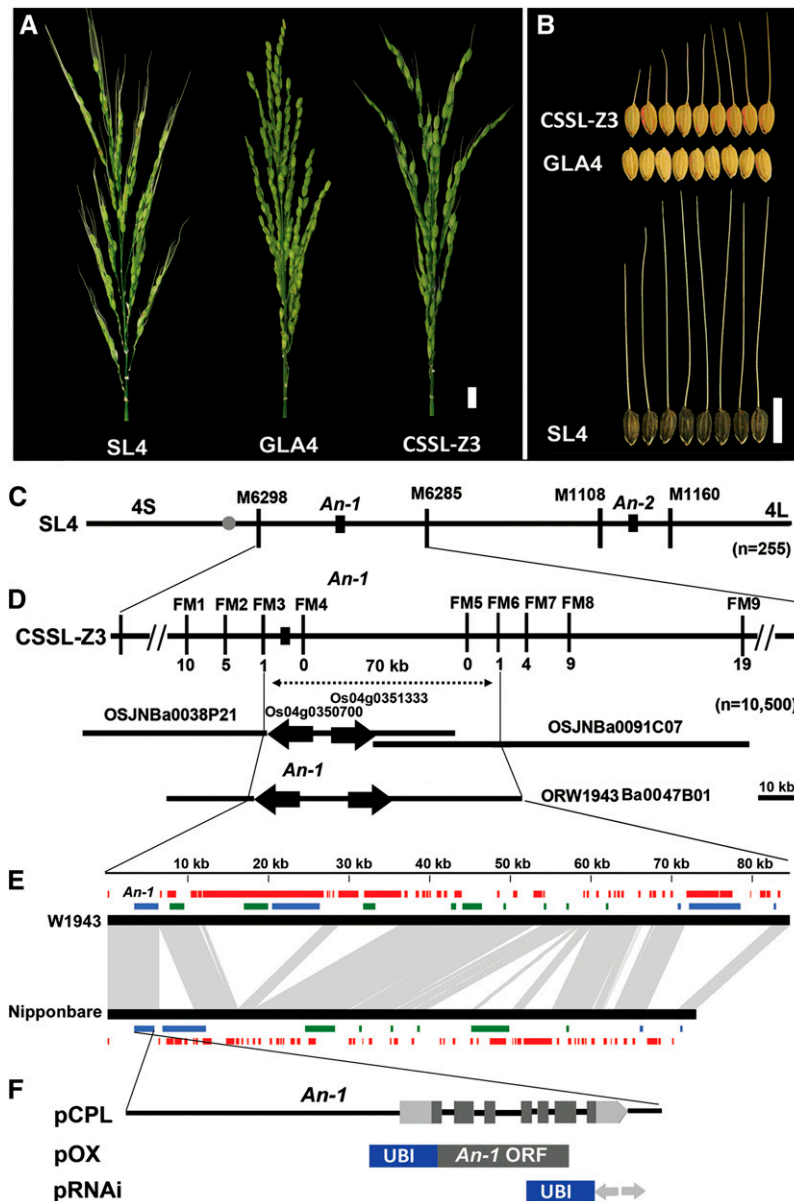 A
SL4
GLA4
CSSL-Z3
B
CSSL-Z3
GLA4
SL4
C
SL4
4S
M6298
An-1
M6285
M1108
An-2
M1160
4L
(n=255)
D
An-1
CSSL-Z3
FM1 FM2 FM3 FM4 FM5 FM6 FM7 FM8 FM9
10 5 1 0 0 1 4 9 19
70 kb
(n=10,500)
OSJNBa0038P21
Os04g0351333
Os04g0350700
OSJNBa0091C07
An-1
ORW1943Ba0047B01
10 kb
10 kb 20 kb 30 kb 40 kb 50 kb 60 kb 70 kb 80 kb
E
An-1
W1943
Nipponbare
F
An-1
pCPL
pOX
UBI
An-1 ORF
pRNAi
UBI